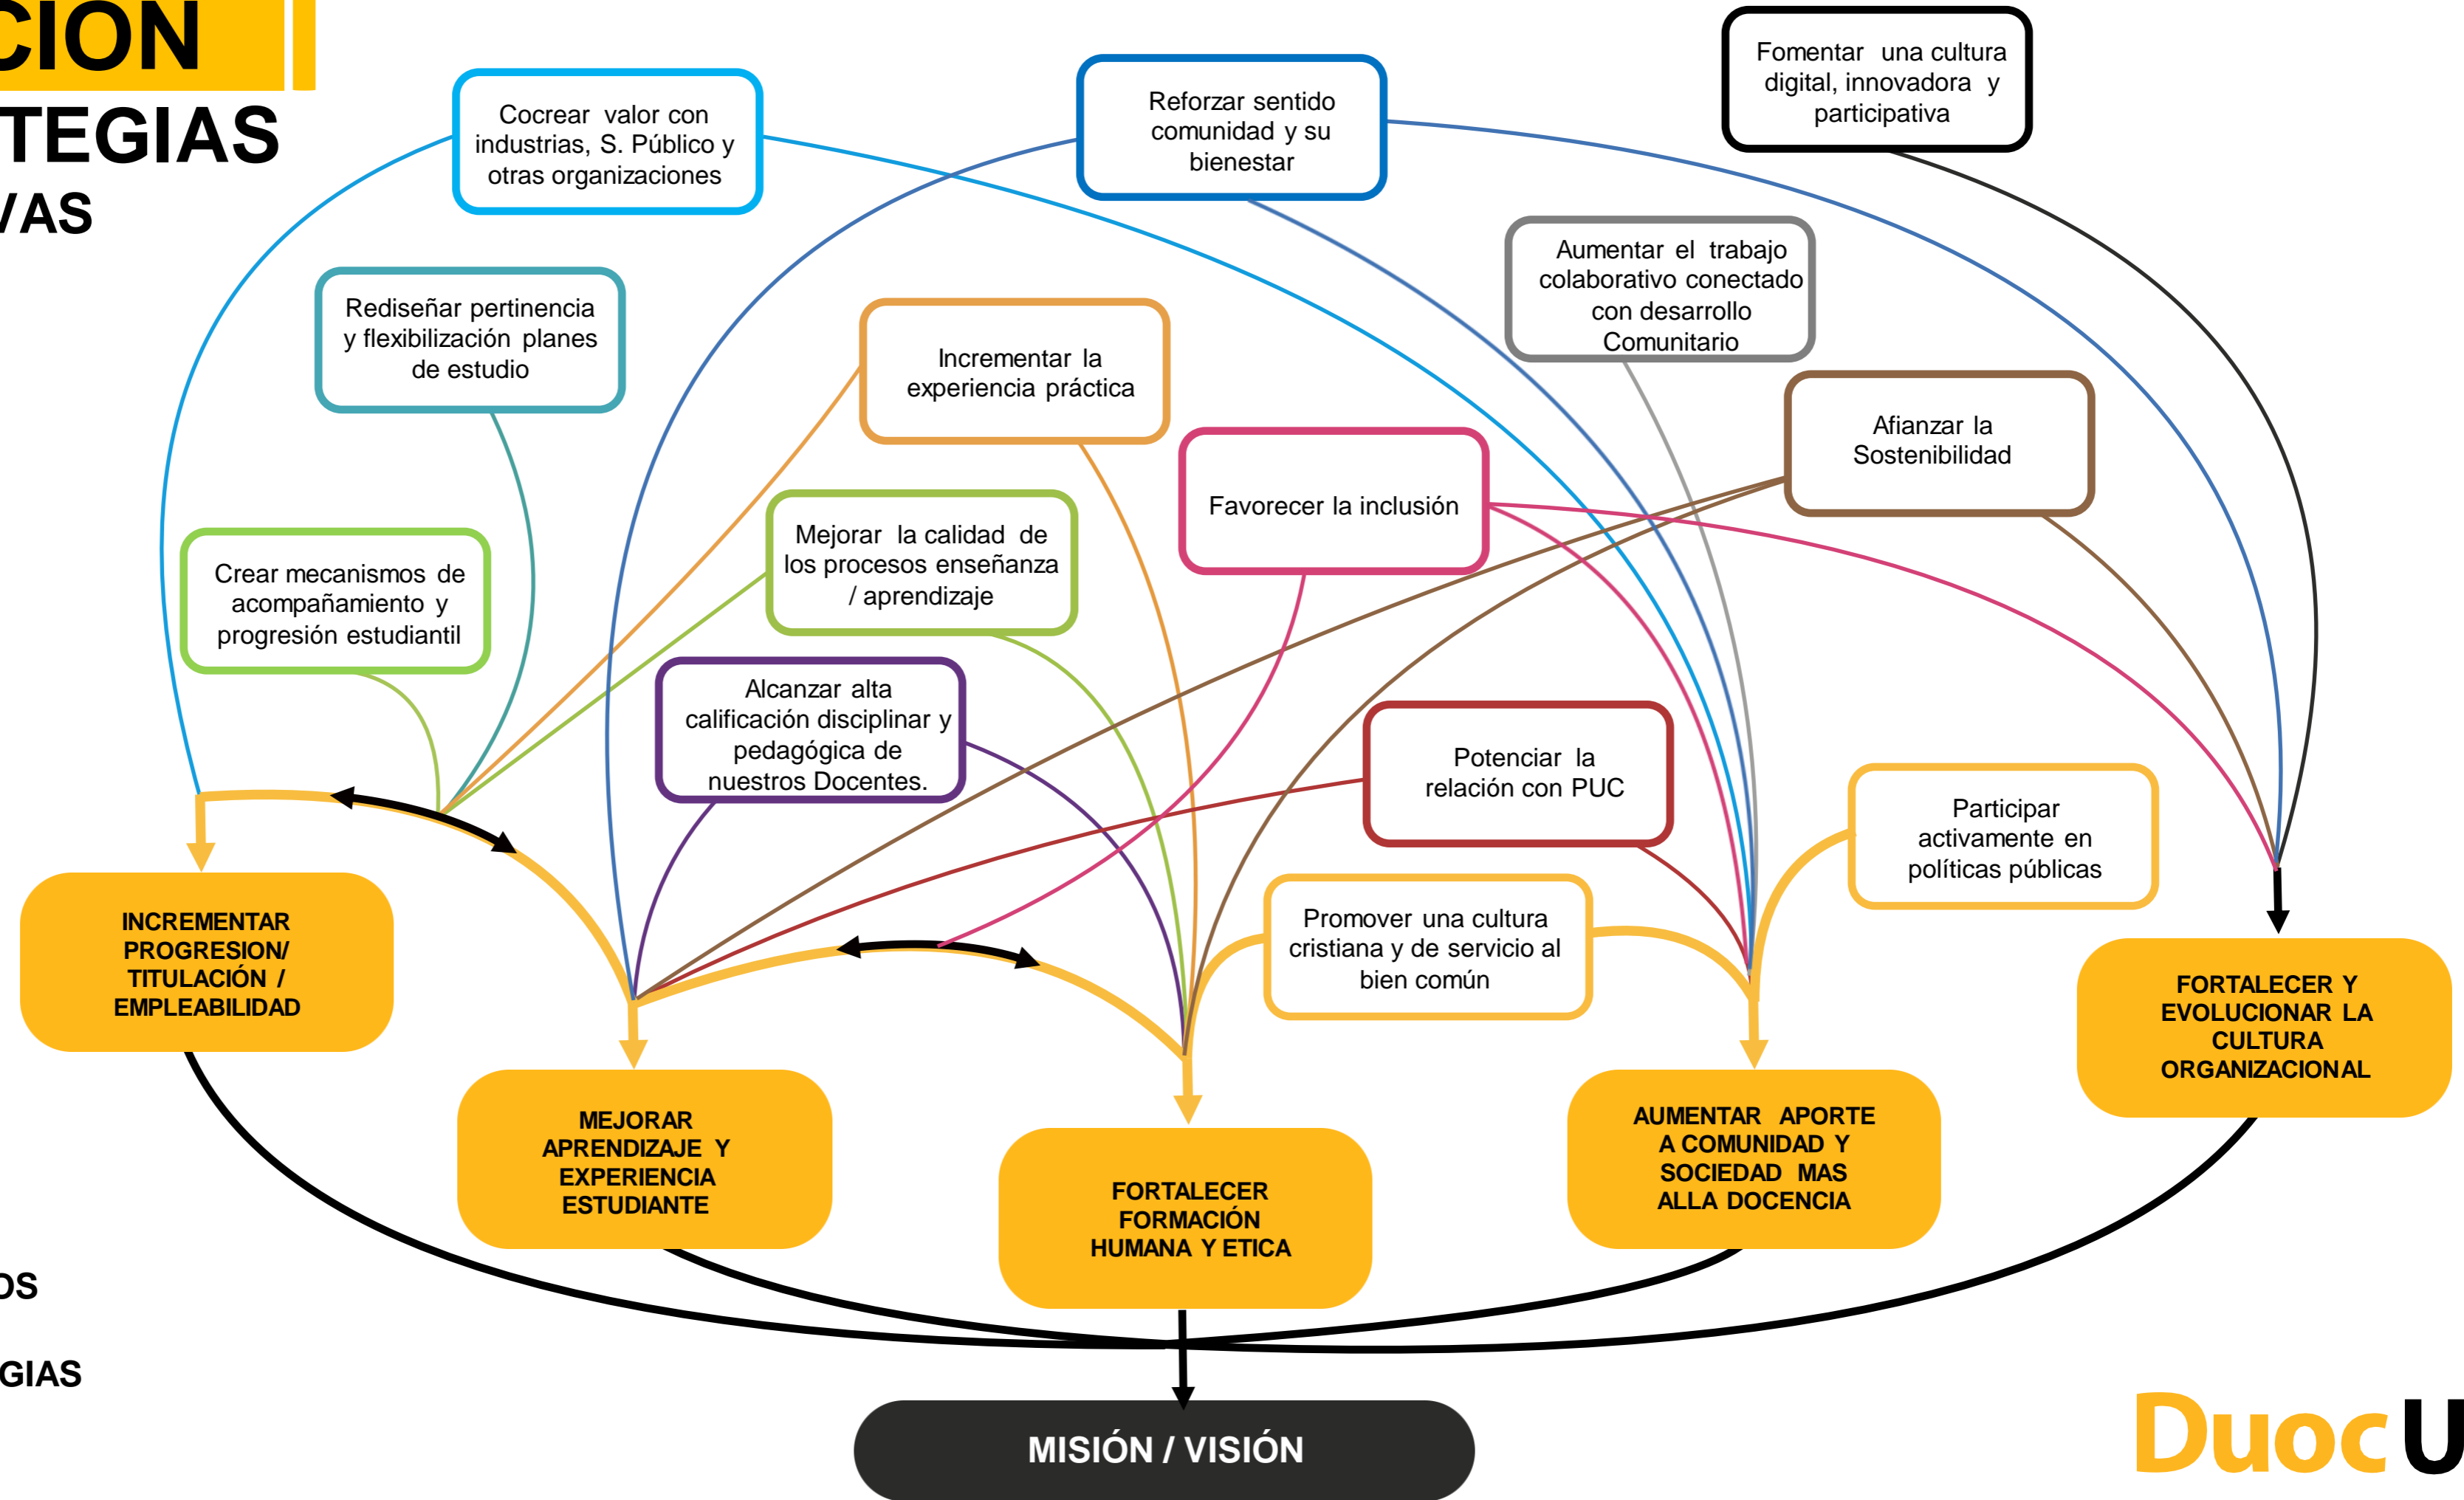 CION
TEGIAS
VAS
Cocrear valor con
industrias, S. Público y
otras organizaciones
Reforzar sentido
comunidad y su
bienestar
Fomentar una cultura
digital, innovadora y
participativa
Rediseñar pertinencia
y flexibilización planes
de estudio
Incrementar la
experiencia práctica
Aumentar el trabajo
colaborativo conectado
con desarrollo
Comunitario
Afianzar la
Sostenibilidad
Crear mecanismos de
acompañamiento y
progresión estudiantil
Mejorar la calidad de
los procesos enseñanza
/ aprendizaje
Favorecer la inclusión
Alcanzar alta
calificación disciplinar y
pedagógica de
nuestros Docentes.
Potenciar la
relación con PUC
Participar
activamente en
políticas públicas
Promover una cultura
cristiana y de servicio al
bien común
INCREMENTAR
PROGRESION/
TITULACIÓN /
EMPLEABILIDAD
MEJORAR
APRENDIZAJE Y
EXPERIENCIA
ESTUDIANTE
FORTALECER
FORMACIÓN
HUMANA Y ETICA
AUMENTAR APORTE
A COMUNIDAD Y
SOCIEDAD MAS
ALLA DOCENCIA
FORTALECER Y
EVOLUCIONAR LA
CULTURA
ORGANIZACIONAL
OS
GIAS
MISIÓN / VISIÓN
Duoc U